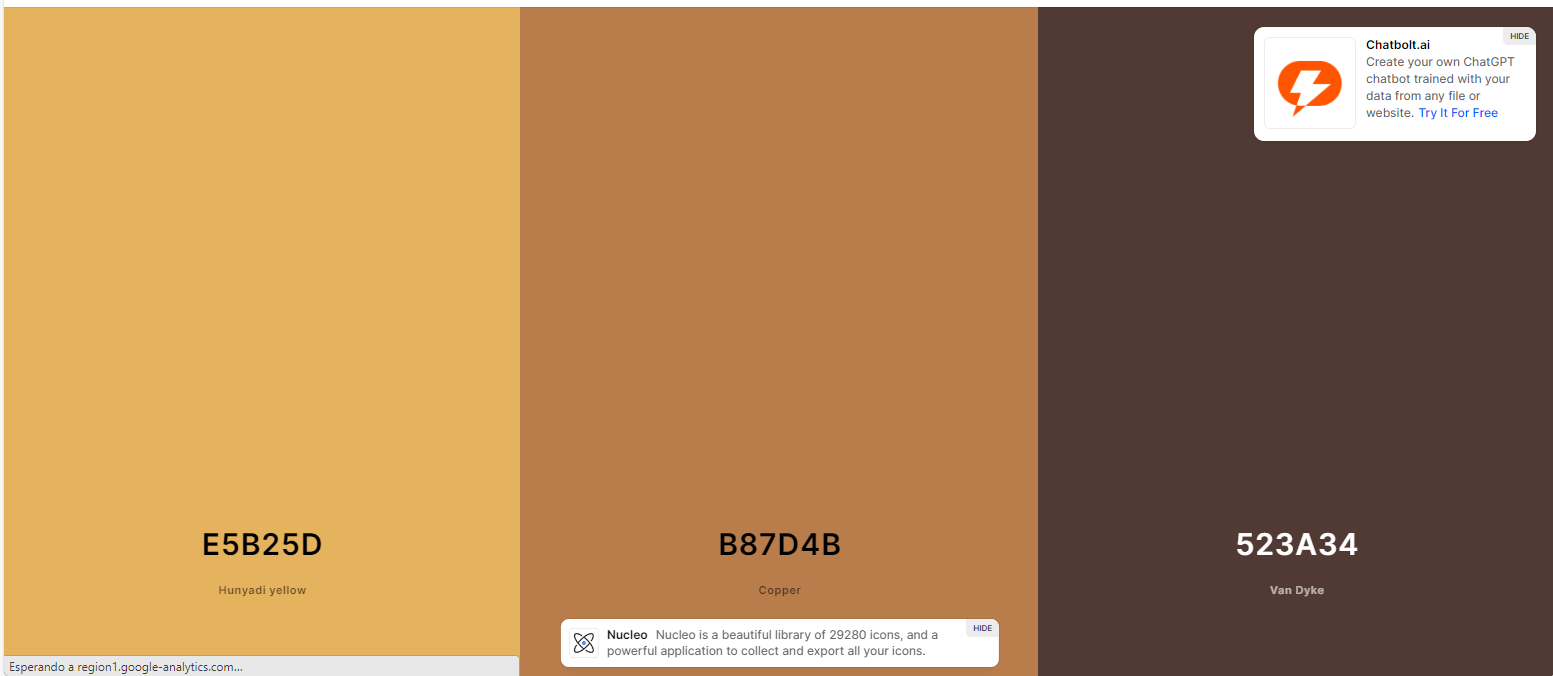 HIDE
Chatbolt.ai
Create your own ChatGPT
chatbot trained with your
data from any file or
website. Try It For Free
E5B25D
Hunyadi yellow
B87D4B
Copper
523A34
Van Dyke
HIDE
Nucleo Nucleo is a beautiful library of 29280 icons, and a
powerful application to collect and export all your icons.
Esperando a region1.google-analytics.com...